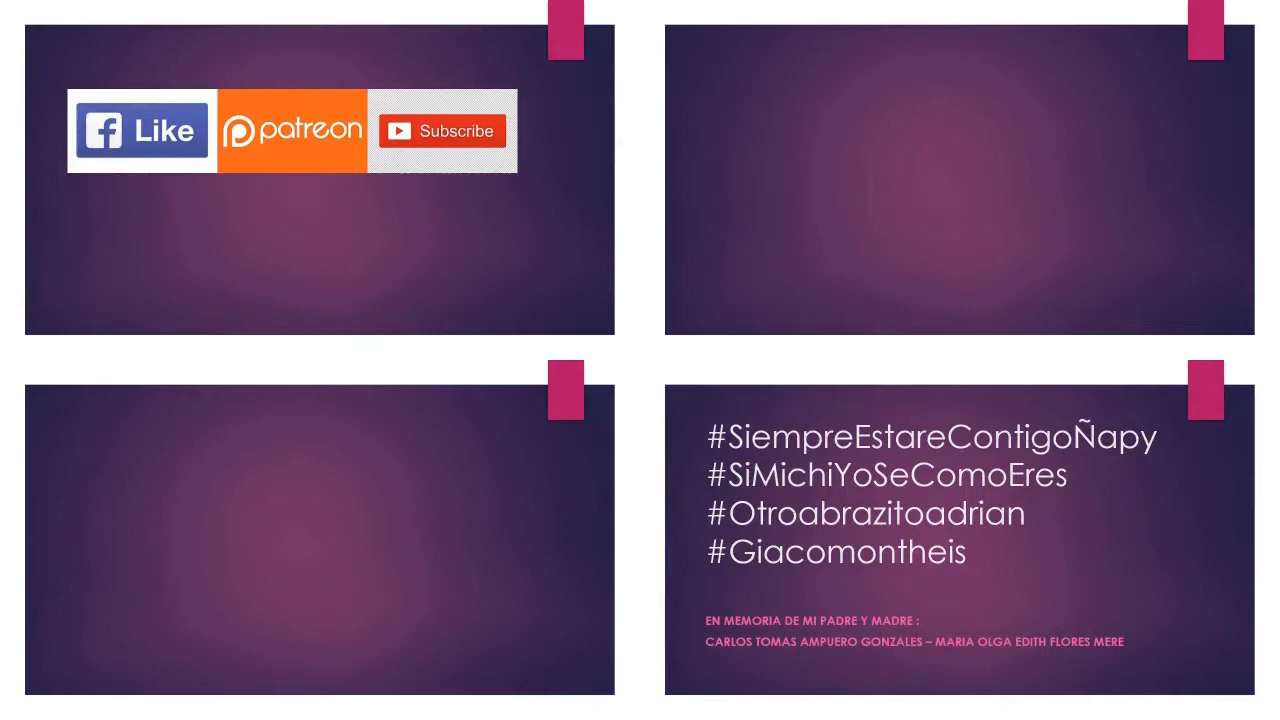 Like
patreon
Subscribe
#SiempreEstareContigoÑapy
#SiMichiYoSeComoEres
#Otroabrazitoadrian
#Giacomontheis
EN MEMORIA DE MI PADRE Y MADRE :
CARLOS TOMAS AMPUERO GONZALES – MARIA OLGA EDITH FLORES MERE